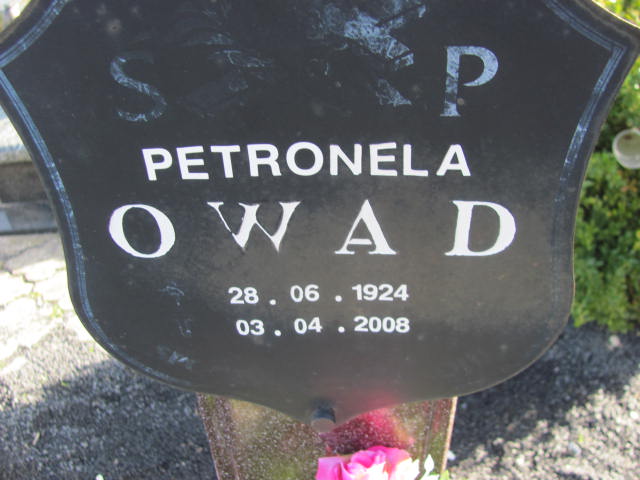 S P
PETRONELA
OWAD
28 . 06 . 1924
03 . 04 . 2008